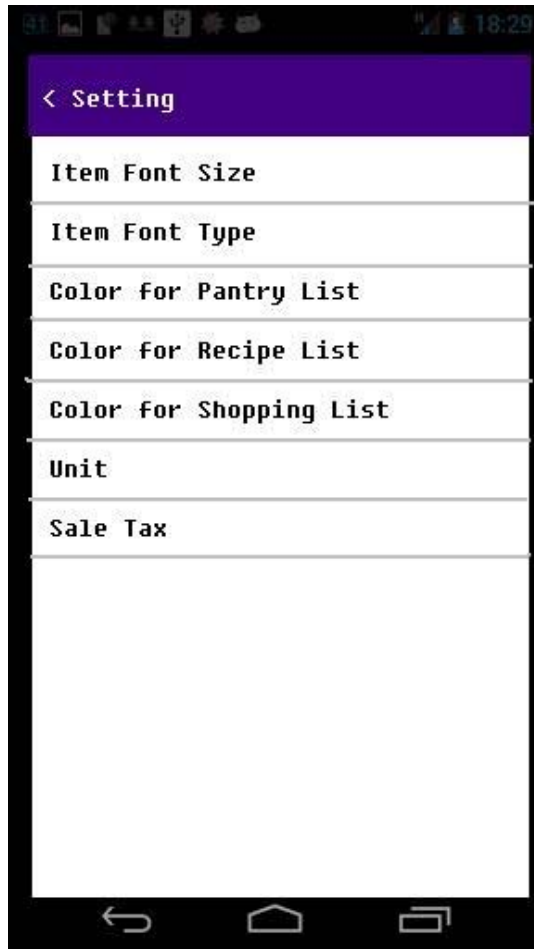 18:29
< Setting
Item Font Size
Item Font Type
Color for Pantry List
Color for Recipe List
Color for Shopping List
Unit
Sale Tax